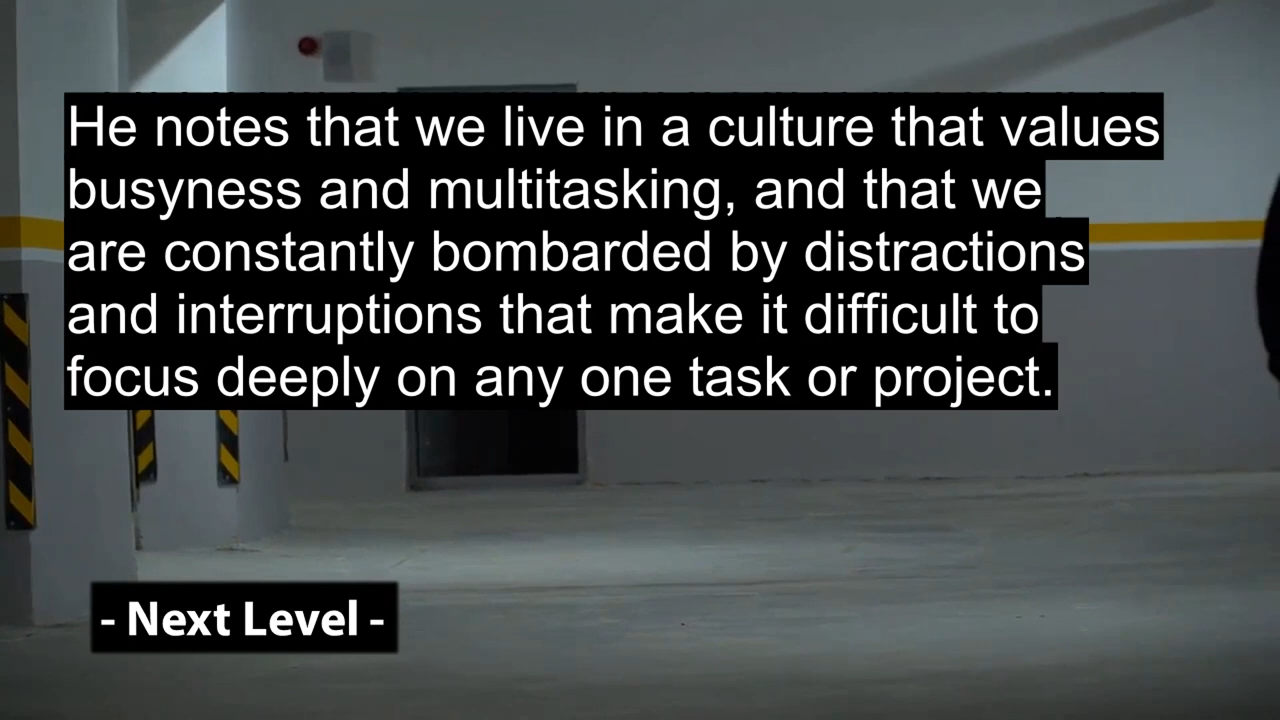 He notes that we live in a culture that values
busyness and multitasking, and that we
are constantly bombarded by distractions
and interruptions that make it difficult to
focus deeply on any one task or project.
- Next Level -